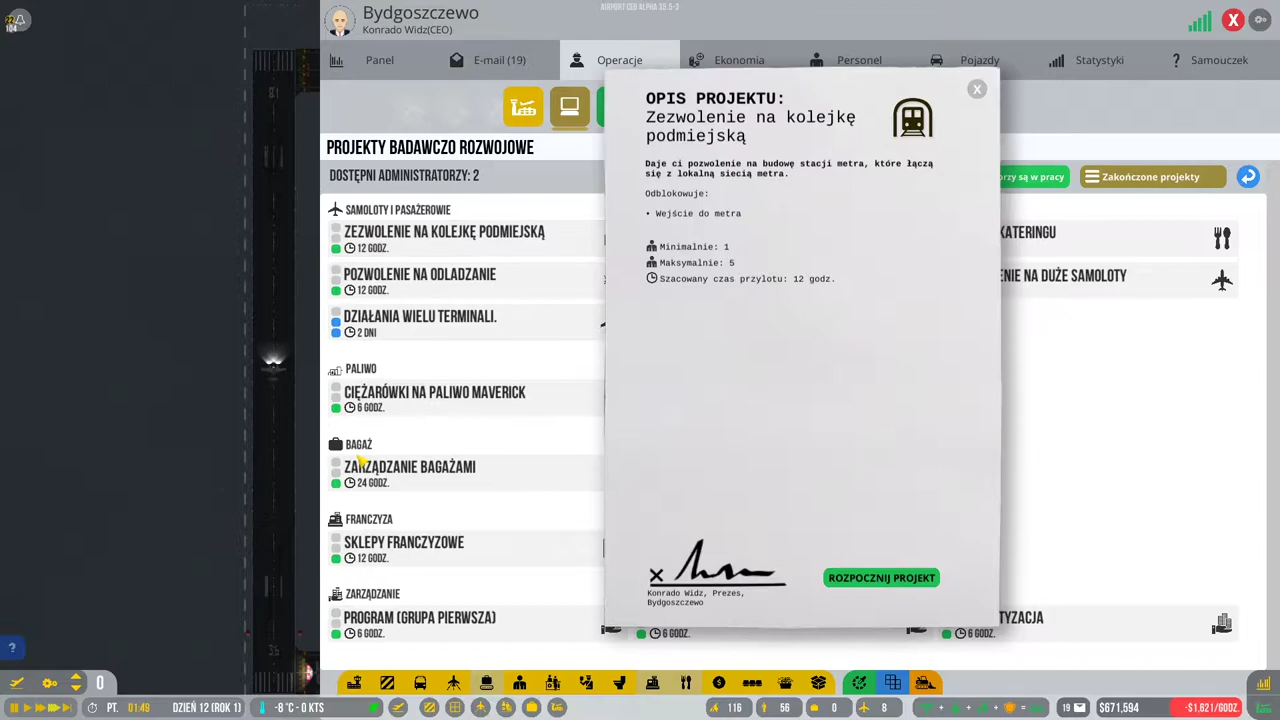 AIRPORT CEO ALPHA 35.5-3
104
Bydgoszczewo
Konrado Widz(CEO)
X
Panel
E-mail (19)
Operacje
Ekonomia
Personel
Pojazdy
Statystyki
? Samouczek
PROJEKTY BADAWCZO ROZWOJOWE
DOSTĘPNI ADMINISTRATORZY: 2
rzy są w pracy
Zakończone projekty
SAMOLOTY I PASAŻEROWIE
ZEZWOLENIE NA KOLEJKĘ PODMIEJSKĄ
12 GODZ.
KATERINGU
POZWOLENIE NA ODLADZANIE
12 GODZ.
ENIE NA DUŻE SAMOLOTY
DZIAŁANIA WIELU TERMINALI.
2 DNI
PALIWO
CIĘŻARÓWKI NA PALIWO MAVERICK
6 GODZ.
BAGAŻ
ZARZĄDZANIE BAGAŻAMI
24 GODZ.
FRANCZYZA
SKLEPY FRANCZYZOWE
12 GODZ.
ZARZĄDZANIE
PROGRAM (GRUPA PIERWSZA)
6 GODZ.
6 GODZ.
TYZACJA
6 GODZ.
X
OPIS PROJEKTU:
Zezwolenie na kolejkę
podmiejską
Daje ci pozwolenie na budowę stacji metra, które łączą
się z lokalną siecią metra.
Odblokowuje:
• Wejście do metra
Minimalnie: 1
Maksymalnie: 5
Szacowany czas przylotu: 12 godz.
Konrado Widz, Prezes,
Bydgoszczewo
ROZPOCZNIJ PROJEKT
?
0
PT. 01:49 DZIEŃ 12 (ROK 1) -8 °C - 0 KTS
116 56 0 8
19 $671,594 -$1,621/GODZ.